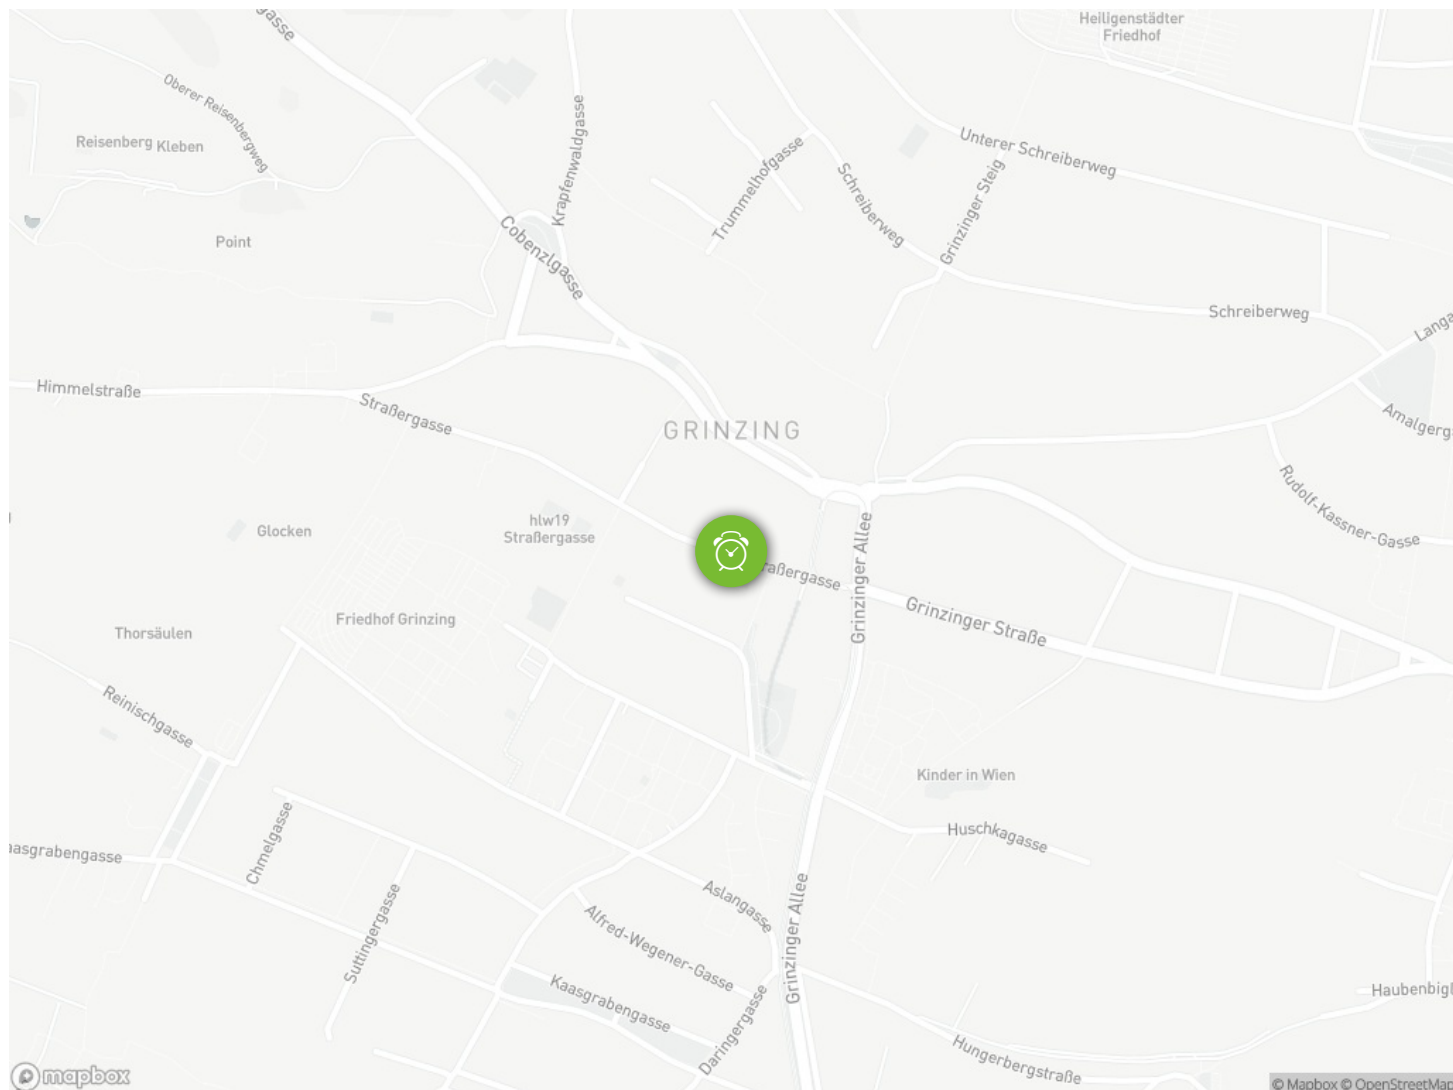 Heiligenstädter
Friedhof
Oberer Reisenbergweg
Reisenberg
Kleben
Krapfenwaldgasse
Trummelhofgasse
Unterer Schreiberweg
Schreiberweg
Grinzinger Steig
Point
Cobenzlgasse
Schreiberweg
Himmelstraße
Straßergasse
GRINZING
Amalgerg
Rudolf-Kassner-Gasse
hlw19
Straßergasse
Glocken
raßergasse
Grinzinger Allee
Grinzinger Straße
Friedhof Grinzing
Thorsäulen
Reinischgasse
Kinder in Wien
Huschkagasse
aasgrabengasse
Chmelgasse
Suttingergasse
Aslangasse
Alfred-Wegener-Gasse
Grinzinger Allee
Kaasgrabengasse
Daringergasse
Haubenbigl
Hungerbergstraße
mapbox
© Mapbox © OpenStreetMap